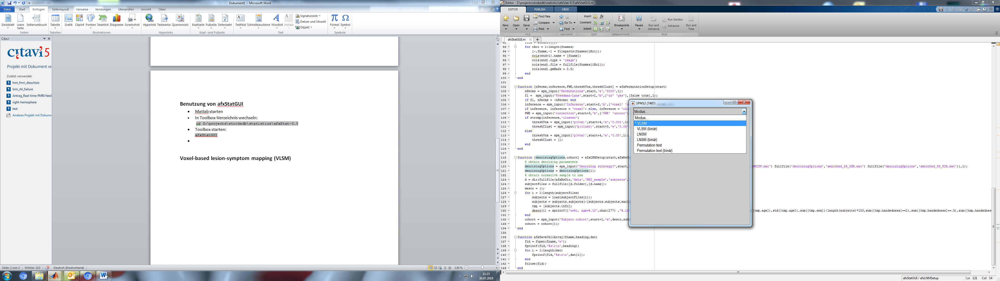 Dokument1 - Microsoft Word
Datei Start Einfügen Seitenlayout Verweise Sendungen Überprüfen Ansicht Citavi
Deckblatt Leere Seite Seitenumbruch Tabelle Grafik ClipArt Formen SmartArt Diagramm Screenshot Hyperlink Textmarke Querverweis Kopfzeile Fußzeile Seitenzahl Textfeld Schnellbausteine WordArt Initiale Signaturzeile Datum und Uhrzeit Objekt Formel Symbol
Seiten Tabellen Illustrationen Hyperlinks Kopf- und Fußzeile Text Symbole
Citavi
citavi 5
Projekt mit Dokument ve
Zuletzt verwendet:
lnm_fmri_diaschisis
lnm_rhi_failure
Antrag_Real-time-fMRI-feed
right-hemisphere
test
Anderes Projekt mit Dokume
Benutzung von afxStatGUI
• Matlab starten
• In Toolbox-Verzeichnis wechseln:
cd Z:\projects\strokedb\statistics\afxStat-0.5
• Toolbox starten:
afxStatGUI
•
Voxel-based lesion-symptom mapping (VLSM)
Seite: 2 von 2 Wörter: 213 Deutsch (Deutschland) 120 %
11:23
30.07.2019
Editor - Z:\projects\strokedb\statistics\afxStat-0.5\afxStatGUI.m
EDITOR PUBLISH VIEW
New Open Save Find Files Compare Print Go To Find Insert Comment Indent Breakpoints Pause Run and Advance Run Section Advance Run and Time
FILE NAVIGATE EDIT BREAKPOINTS RUN
afxStatGUI.m
92 rois = struct([]);
93 for iRoi = 1:length(fnames)
94 [~,fname,~] = fileparts(fnames{iRoi});
95 rois(end+1).name = [fname];
96 rois(end).type = 'image';
97 rois(end).file = fullfile(fnames{iRoi});
98 rois(end).gmMask = 0.5;
99 end
100 end
101
102 function [nPerms,inference,FWE,threshVox,threshClust] = afxPermutationSetup(start)
103 nPerms = spm_input('Permutations',start,'e','5000',1);
104 fl = spm_input('Freedman-Lane',start+1,'b',{'no' 'yes'},[false true],1);
105 if fl, nPerms = -nPerms; end
106 inference = spm_input('Inference',start+2,'b',{'voxel' 'c
107 if inference, inference = 'voxel'; else, inference = 'clu
108 FWE = spm_input('correction',start+3,'b',{'FWE' 'uncorr'}
109 if strcmp(inference,'cluster')
110 threshVox = spm_input('p(vox)',start+4,'e','0.001',1)
111 threshClust = spm_input('p(clust)',start+5,'e','0.05'
112 else
113 threshVox = spm_input('p(vox)',start+4,'e','0.05',1);
114 threshClust = [];
115 end
116 end
117
118 function [denoisingOptions,cohort] = afxLNMSetup(start,afxRsD
119 % obtain denoising parameters
120 denoisingOptions = spm_input('Denoising strategy?',start, WMCSF.mat') fullfile('denoisingOptions','smoothed_95_GSR.mat') fullfile('denoisingOptions','smoothed_99_PCA.mat')],1);
121 denoisingOptions = denoisingOptions{1};
122 % obtain normative sample to use
123 d = dir(fullfile(afxRsDir,'data','NKI_sample','subjects',
124 subjectFiles = fullfile({d.folder},{d.name});
125 descr = {};
126 for i = 1:length(subjectFiles)
127 subjects = load(subjectFiles{i});
128 subjects = subjects.subjects(~[subjects.subjects.excl
129 tmp = [subjects.info];
130 descr{i} = sprintf(['n=%i, age=%.1f',char(177) ,'%.1f [tmp.age]),std([tmp.age]),sum([tmp.sex])/length(subjects)*100,sum([tmp.handedness]==1),sum([tmp.handedness]==.5),sum([tmp.handednes
131 end
132 cohort = spm_input('Subject cohort',start+1,'m',descr,sub
133 cohort = cohort{1};
134 end
135
136 function afxSaveCellArray(fname,heading,dat)
137 fid = fopen(fname,'w');
138 fprintf(fid,'%s\r\n',heading);
139 for i = 1:length(dat)
140 fprintf(fid,'%s\r\n',dat{i});
141 end
142 fclose(fid);
143 end
SPM12 (7487)
Modus...
Modus...
* VLSM
VLSM (binär)
LNSM
LNSM (binär)
Permutation test
Permutation test (binär)
afxStatGUI / afxLNMSetup Ln 121 Col 14